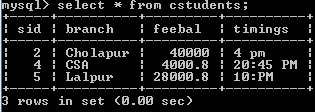 mysql> select * from cstudents;
+-----+----------+---------+----------+
| sid | branch   | feebal  | timings  |
+-----+----------+---------+----------+
|   2 | Cholapur |   40000 | 4 pm     |
|   4 | CSA      |  4000.8 | 20:45 PM |
|   5 | Lalpur   | 28000.8 | 10:PM    |
+-----+----------+---------+----------+
3 rows in set (0.00 sec)